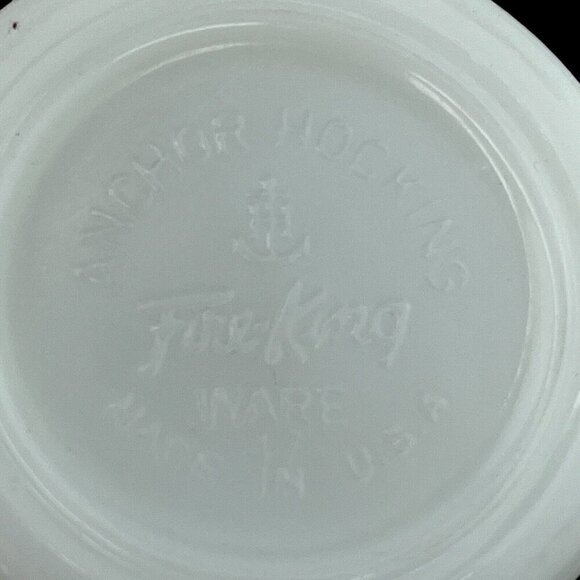 ANCHOR HOCKING
Fire-King
WARE
MADE IN U.S.A